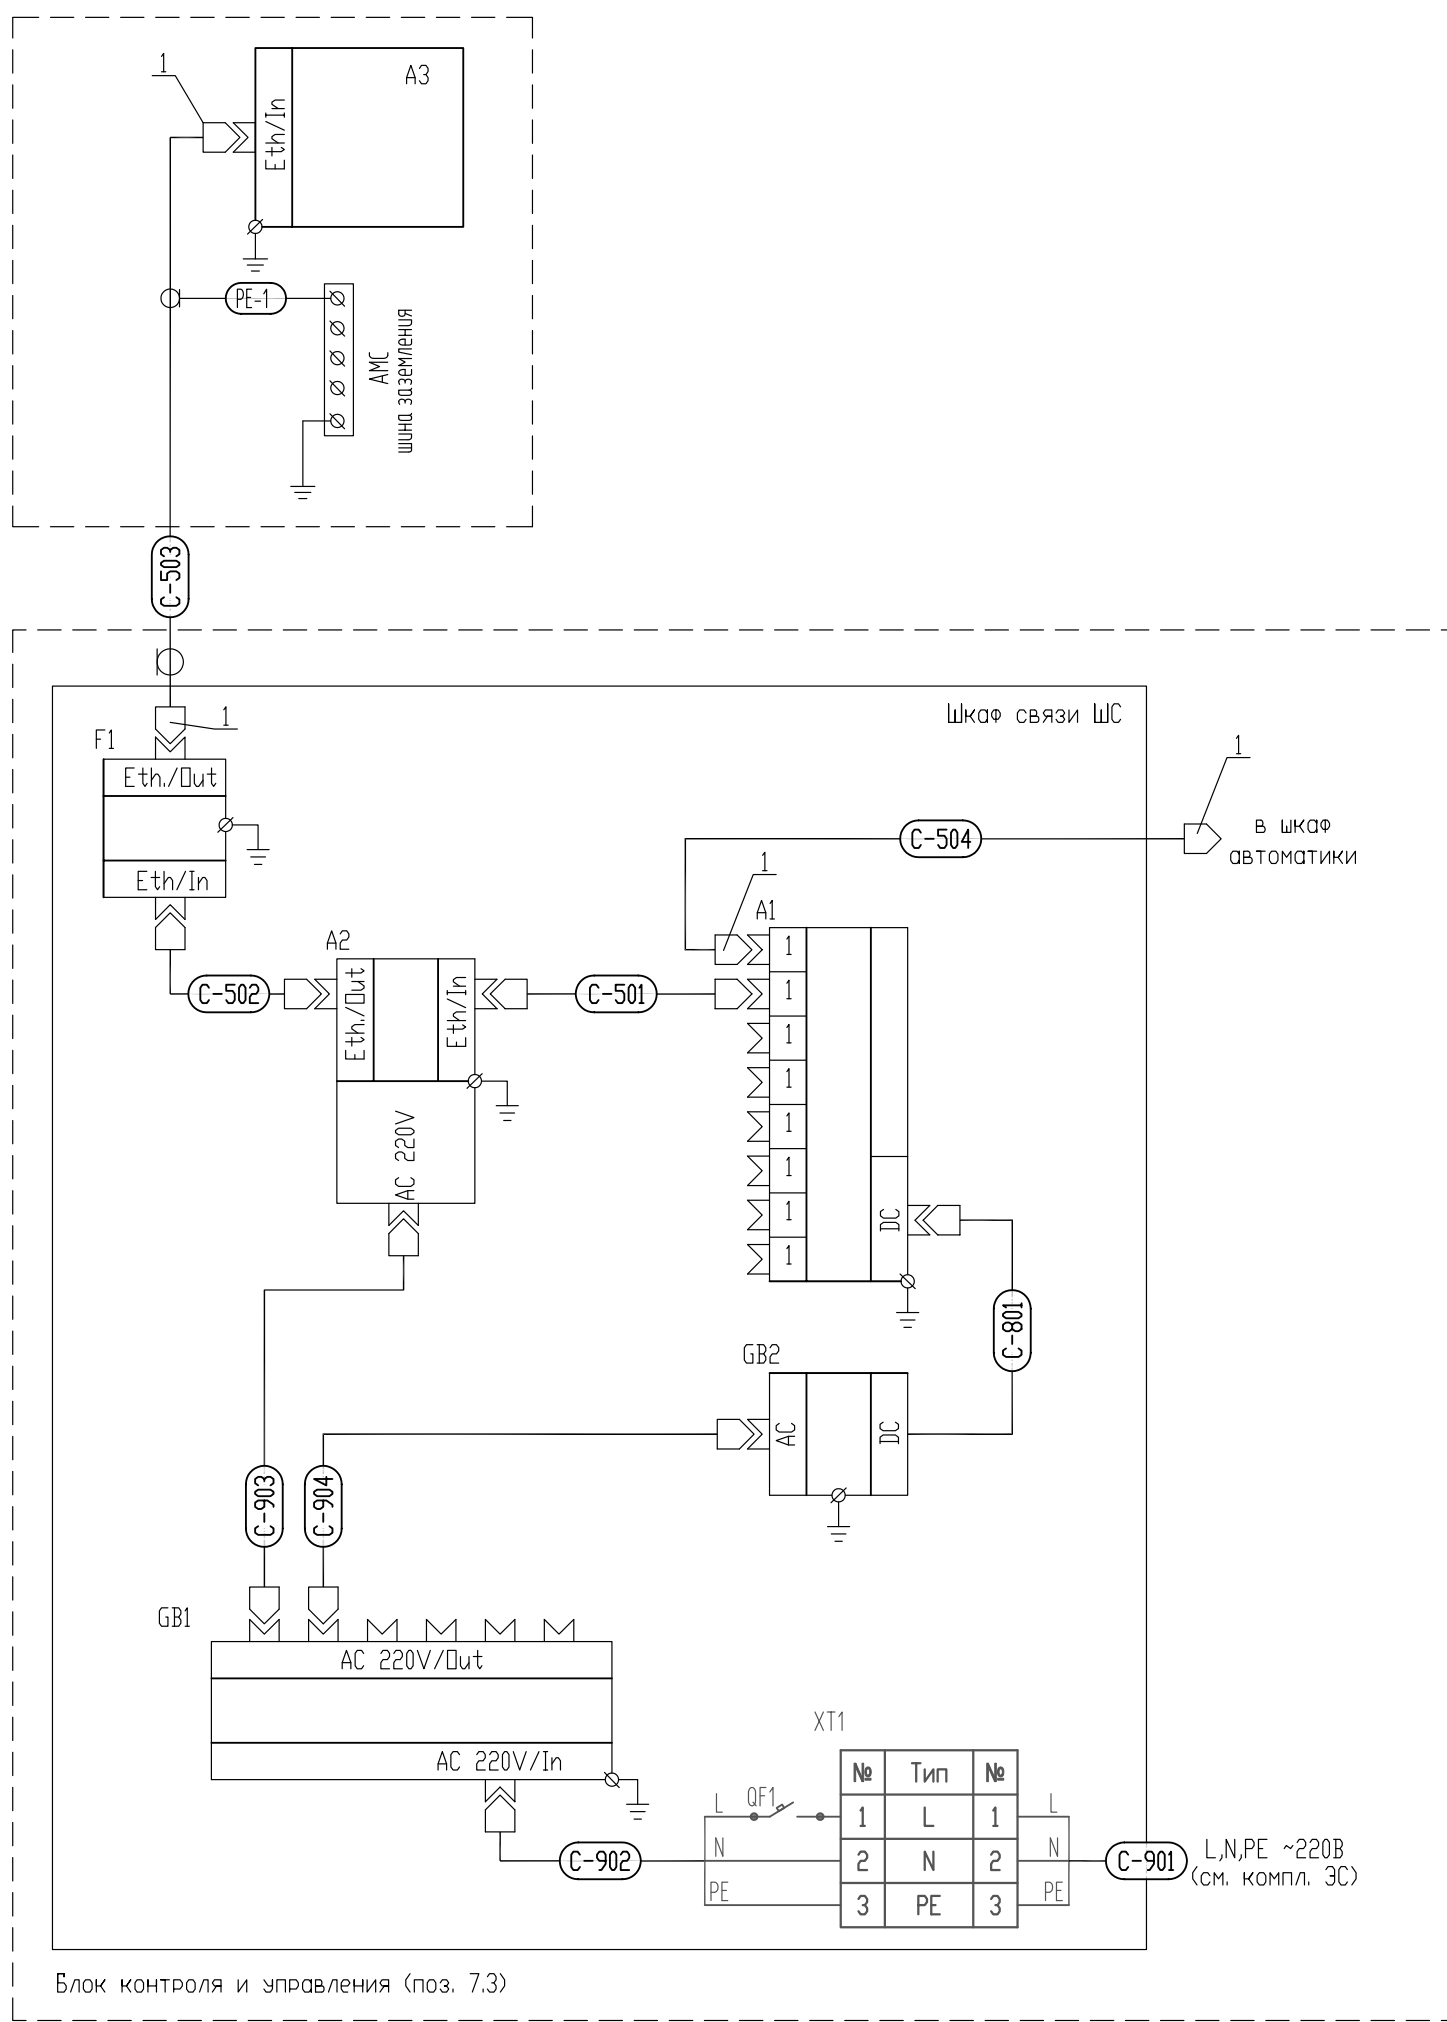 1
A3
Eth/In
PE-1
АМС
шина заземления
C-503
Шкаф связи ШС
1
F1
Eth./Out
Eth/In
1
в шкаф
автоматики
C-504
1
A1
A2
C-502
Eth./Out
Eth/In
C-501
AC 220V
1
1
1
1
1
1
1
1
DC
C-801
GB2
AC
DC
C-903
C-904
GB1
AC 220V/Out
AC 220V/In
XT1
№ Тип №
L QF1 1 L 1 L
N 2 N 2 N
PE 3 PE 3 PE
C-902
C-901
L,N,PE ~220В
(см. компл. ЭС)
Блок контроля и управления (поз. 7.3)